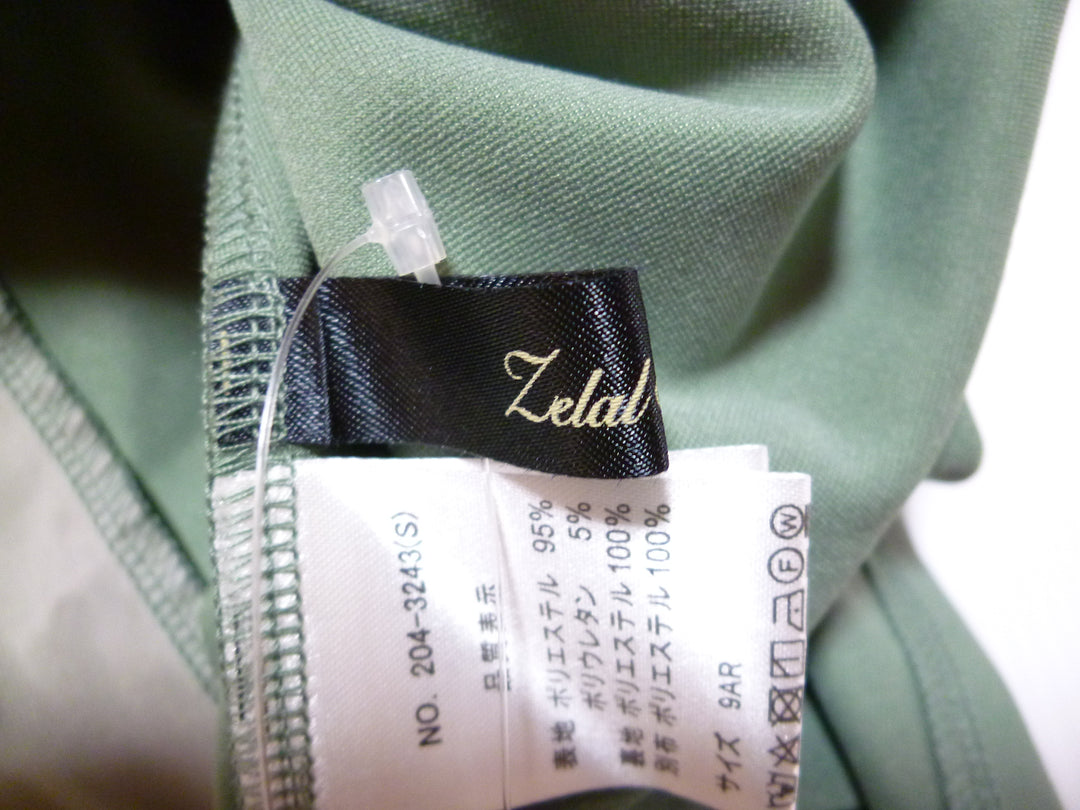 Zelal
NO. 204-3243(S)
品質表示
表地 ポリエステル 95%
ポリウレタン 5%
裏地 ポリエステル 100%
別布 ポリエステル 100%
サイズ 9AR
W
F